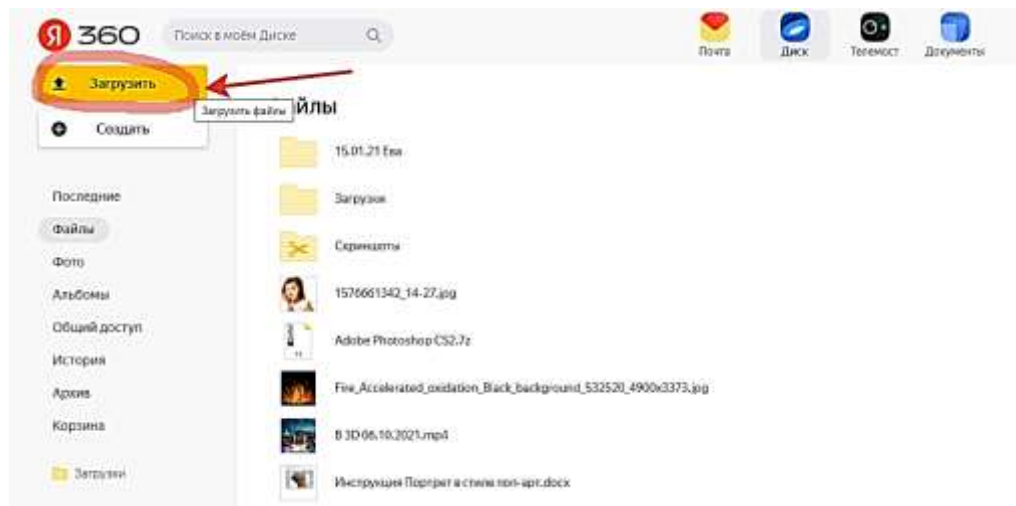 Я 360
Поиск в моём Диске
Почта
Диск
Телемост
Документы
Загрузить
Загрузить файлы
йлы
Создать
15.01.21 Ева
Последние
Загрузки
Файлы
Скриншоты
Фото
1576661342_14-27.jpg
Альбомы
Общий доступ
Adobe Photoshop CS2.7z
История
Fire_Accelerated_oxidation_Black_background_532520_4900x3373.jpg
Архив
Корзина
В 3D 06.10.2021.mp4
Загрузки
Инструкция Портрет в стиле поп-арт.docx